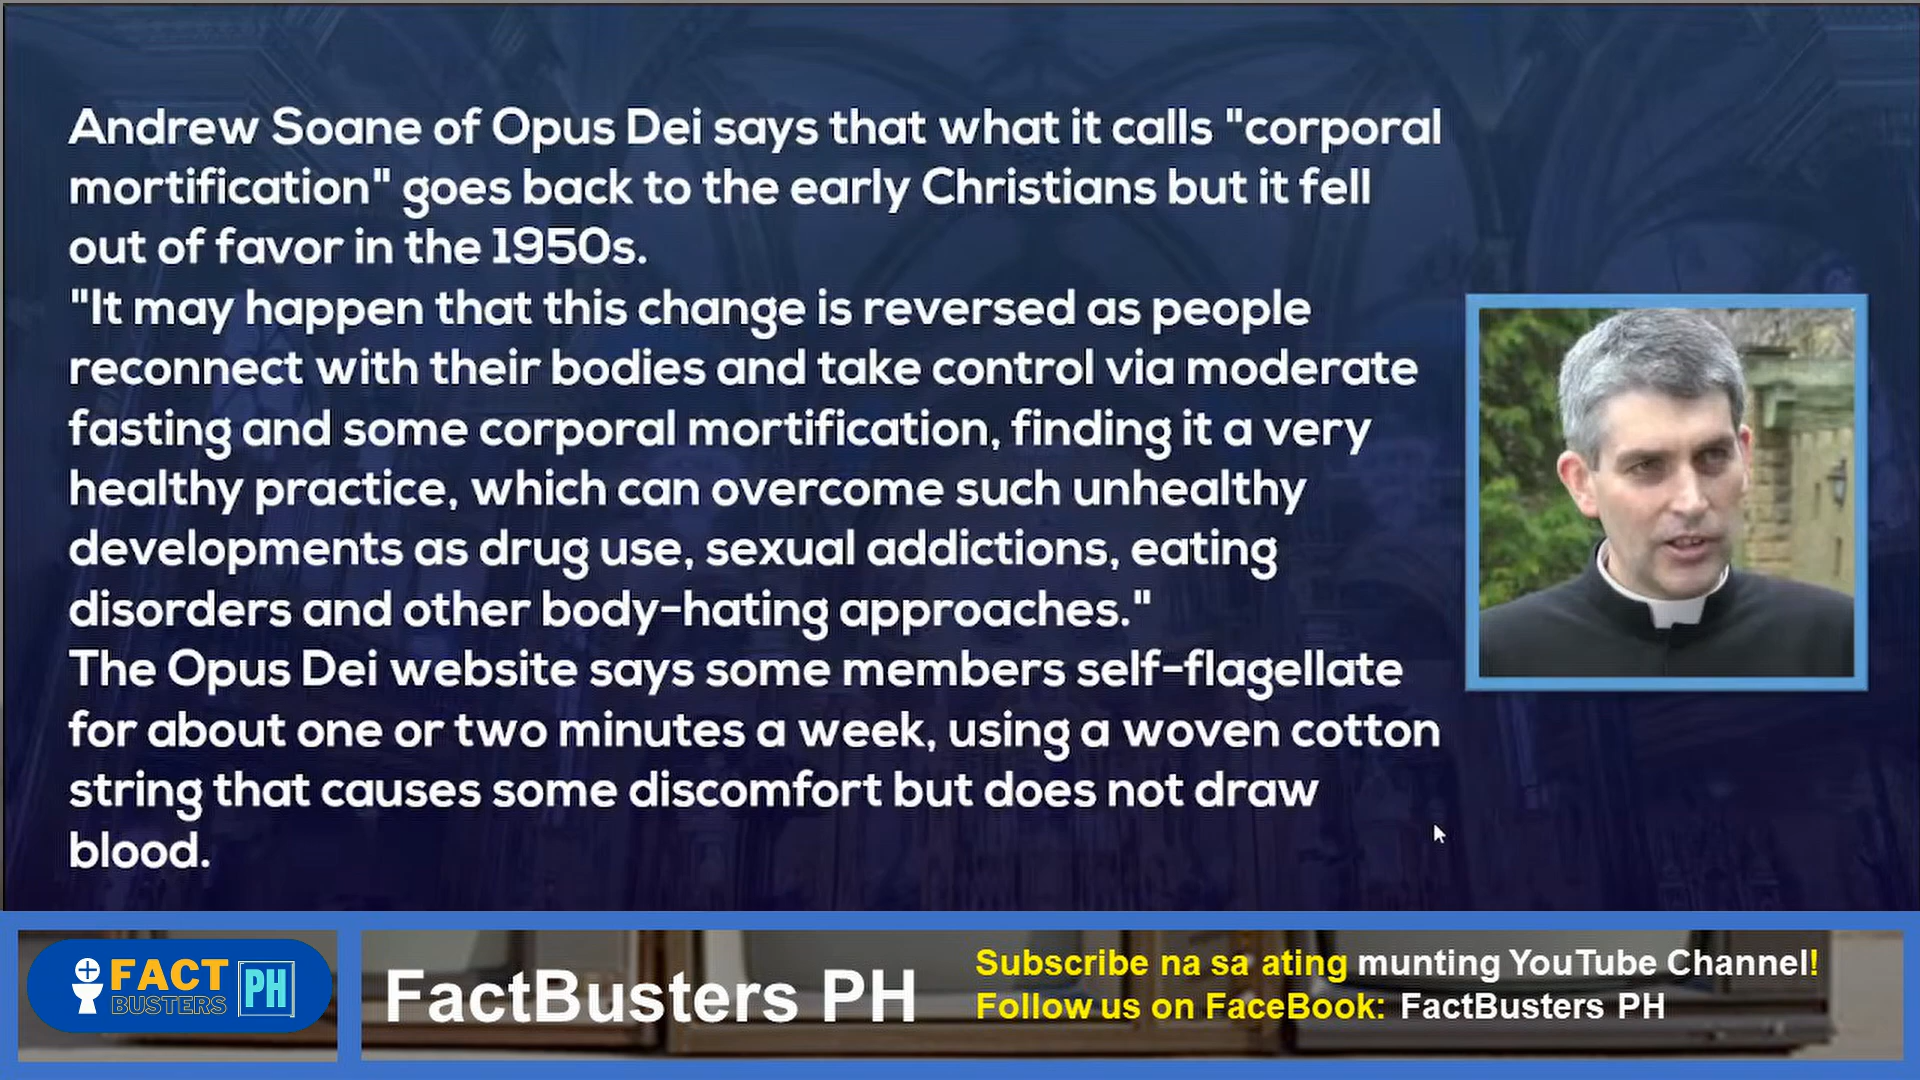 Andrew Soane of Opus Dei says that what it calls "corporal
mortification" goes back to the early Christians but it fell
out of favor in the 1950s.
"It may happen that this change is reversed as people
reconnect with their bodies and take control via moderate
fasting and some corporal mortification, finding it a very
healthy practice, which can overcome such unhealthy
developments as drug use, sexual addictions, eating
disorders and other body-hating approaches."
The Opus Dei website says some members self-flagellate
for about one or two minutes a week, using a woven cotton
string that causes some discomfort but does not draw
blood.
FACT
BUSTERS
PH
FactBusters PH
Subscribe na sa ating munting YouTube Channel!
Follow us on FaceBook: FactBusters PH